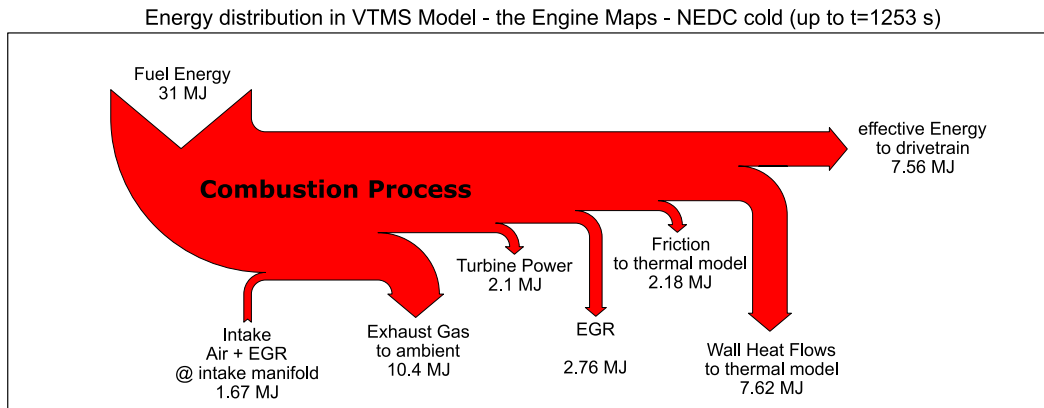 Energy distribution in VTMS Model - the Engine Maps - NEDC cold (up to t=1253 s)
Fuel Energy
31 MJ
effective Energy
to drivetrain
7.56 MJ
Combustion Process
Turbine Power
2.1 MJ
Friction
to thermal model
2.18 MJ
Intake
Air + EGR
@ intake manifold
1.67 MJ
Exhaust Gas
to ambient
10.4 MJ
EGR
2.76 MJ
Wall Heat Flows
to thermal model
7.62 MJ